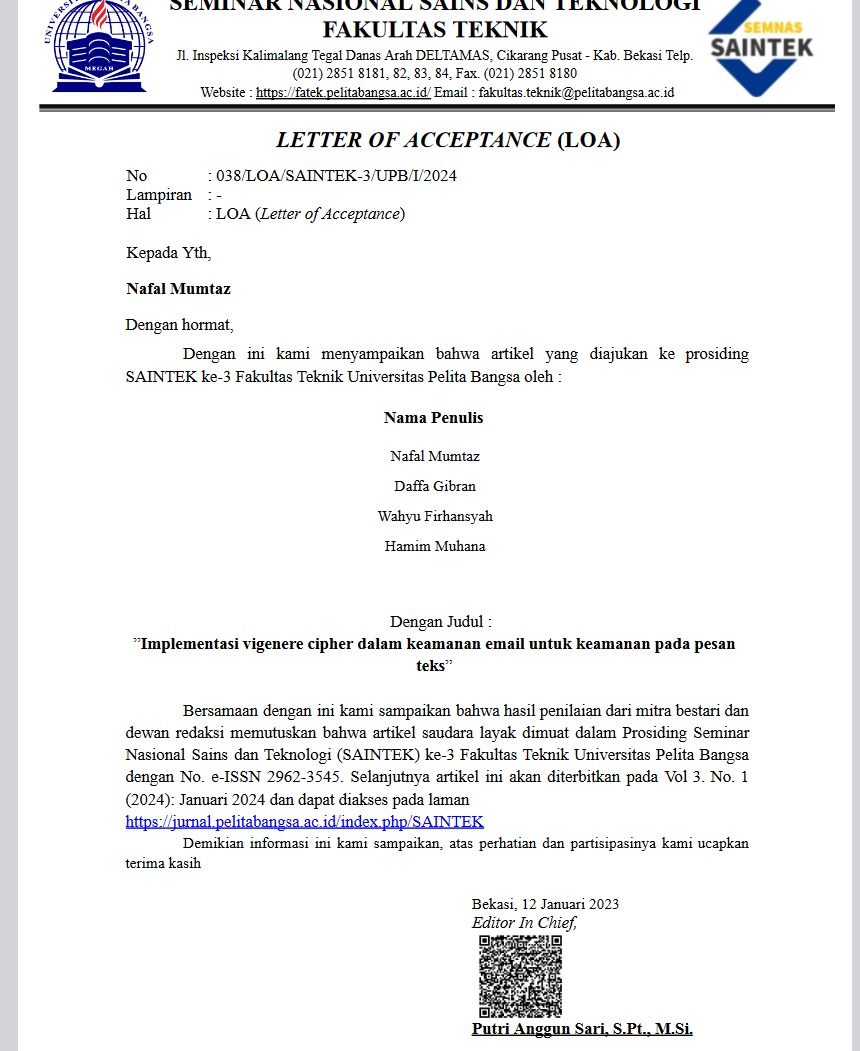 SEMINAR NASIONAL SAINS DAN TEKNOLOGI
FAKULTAS TEKNIK
Jl. Inspeksi Kalimalang Tegal Danas Arah DELTAMAS, Cikarang Pusat - Kab. Bekasi Telp.
(021) 2851 8181, 82, 83, 84, Fax. (021) 2851 8180
Website : https://fatek.pelitabangsa.ac.id/ Email : fakultas.teknik@pelitabangsa.ac.id
MEGAH
SEMNAS
SAINTEK
LETTER OF ACCEPTANCE (LOA)
No : 038/LOA/SAINTEK-3/UPB/I/2024
Lampiran : -
Hal : LOA (Letter of Acceptance)
Kepada Yth,
Nafal Mumtaz
Dengan hormat,
Dengan ini kami menyampaikan bahwa artikel yang diajukan ke prosiding
SAINTEK ke-3 Fakultas Teknik Universitas Pelita Bangsa oleh :
Nama Penulis
Nafal Mumtaz
Daffa Gibran
Wahyu Firhansyah
Hamim Muhana
Dengan Judul :
”Implementasi vigenere cipher dalam keamanan email untuk keamanan pada pesan
teks”
Bersamaan dengan ini kami sampaikan bahwa hasil penilaian dari mitra bestari dan
dewan redaksi memutuskan bahwa artikel saudara layak dimuat dalam Prosiding Seminar
Nasional Sains dan Teknologi (SAINTEK) ke-3 Fakultas Teknik Universitas Pelita Bangsa
dengan No. e-ISSN 2962-3545. Selanjutnya artikel ini akan diterbitkan pada Vol 3. No. 1
(2024): Januari 2024 dan dapat diakses pada laman
https://jurnal.pelitabangsa.ac.id/index.php/SAINTEK
Demikian informasi ini kami sampaikan, atas perhatian dan partisipasinya kami ucapkan
terima kasih
Bekasi, 12 Januari 2023
Editor In Chief,
Putri Anggun Sari, S.Pt., M.Si.